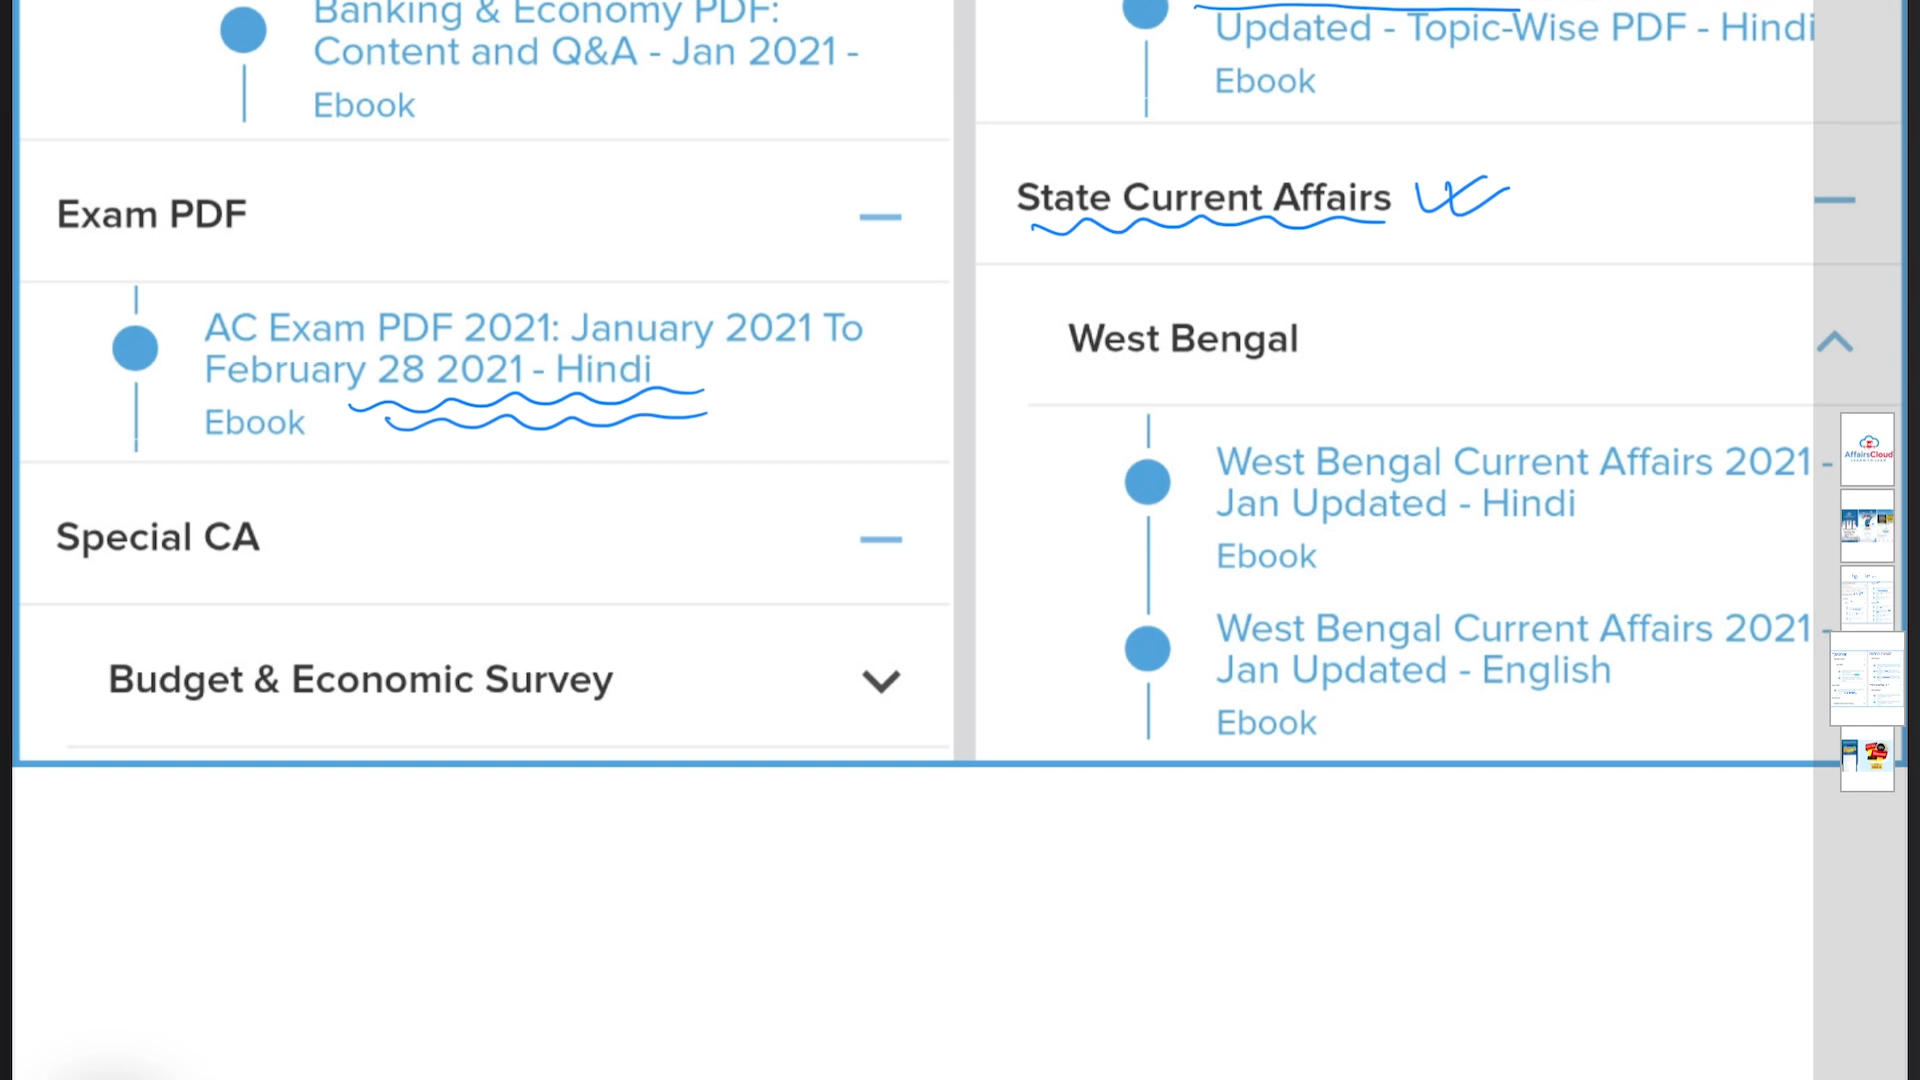 Banking & Economy PDF:
Content and Q&A - Jan 2021 -
Ebook
Exam PDF
AC Exam PDF 2021: January 2021 To
February 28 2021 - Hindi
Ebook
Special CA
Budget & Economic Survey
Updated - Topic-Wise PDF - Hindi
Ebook
State Current Affairs
West Bengal
West Bengal Current Affairs 2021 -
Jan Updated - Hindi
Ebook
West Bengal Current Affairs 2021 -
Jan Updated - English
Ebook
AffairsCloud